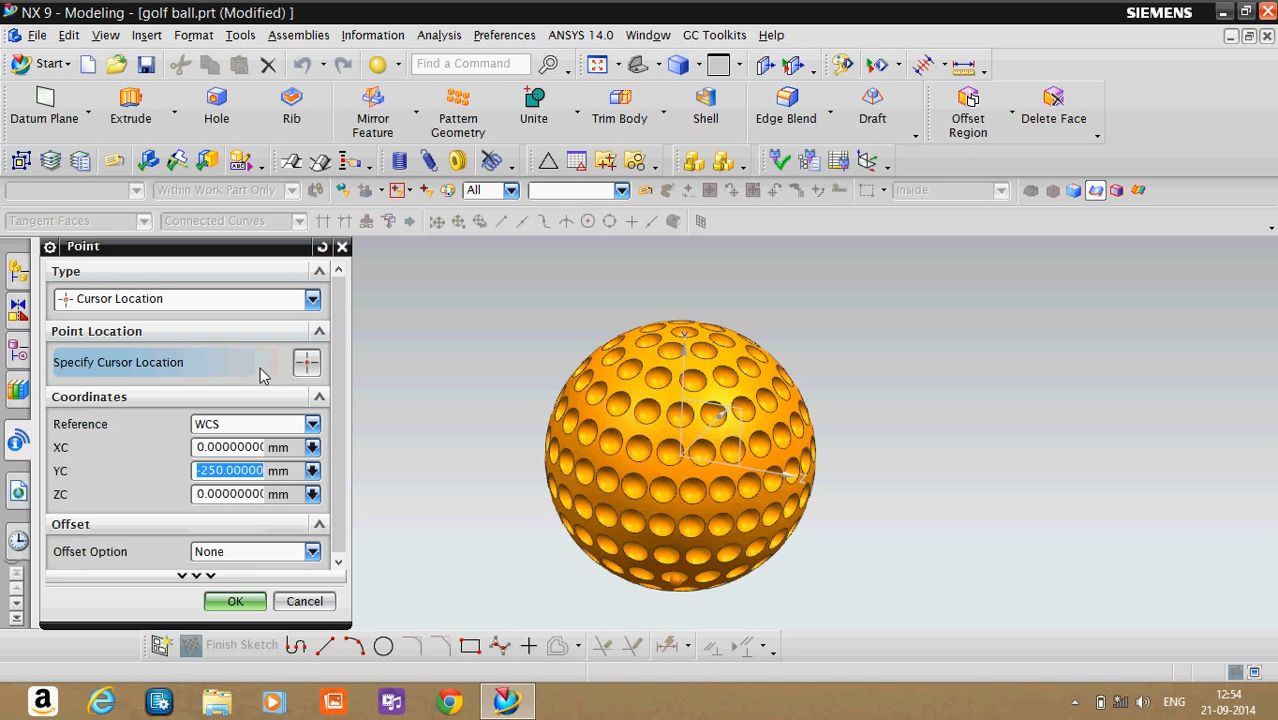 NX 9 - Modeling - [golf ball.prt (Modified) ]
SIEMENS
File Edit View Insert Format Tools Assemblies Information Analysis Preferences ANSYS 14.0 Window GC Toolkits Help
Start Find a Command
Datum Plane Extrude Hole Rib Mirror Feature Pattern Geometry Unite Trim Body Shell Edge Blend Draft Offset Region Delete Face
Within Work Part Only All Inside
Tangent Faces Connected Curves
Point
Type
Cursor Location
Point Location
Specify Cursor Location
Coordinates
Reference WCS
XC 0.00000000 mm
YC -250.00000 mm
ZC 0.00000000 mm
Offset
Offset Option None
OK Cancel
Y
Z
Finish Sketch
ENG
12:54
21-09-2014